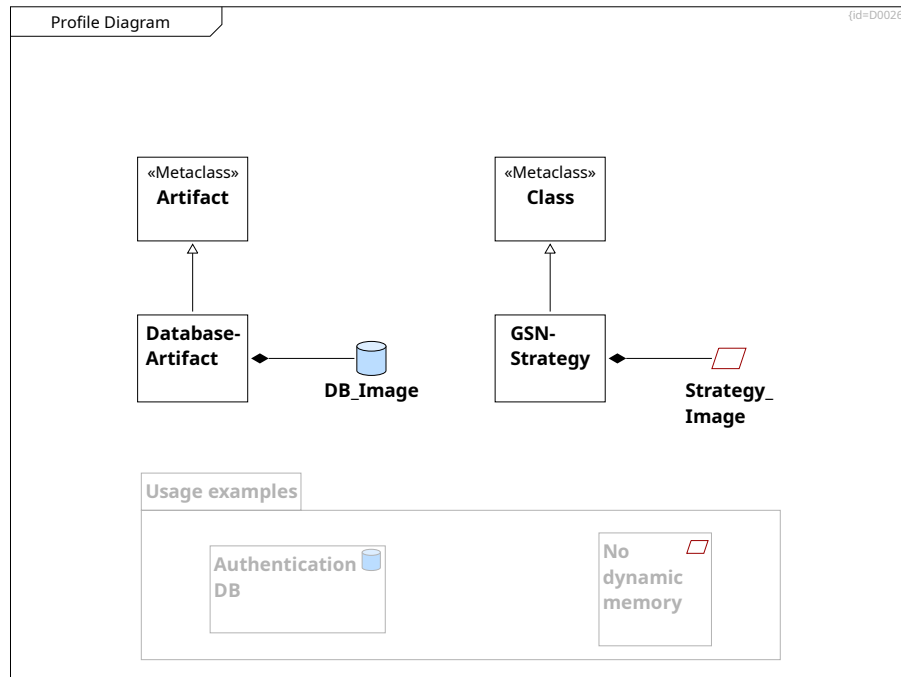 Profile Diagram
{id=D0026
«Metaclass»
Artifact
«Metaclass»
Class
Database-
Artifact
DB_Image
GSN-
Strategy
Strategy_
Image
Usage examples
Authentication
DB
No
dynamic
memory